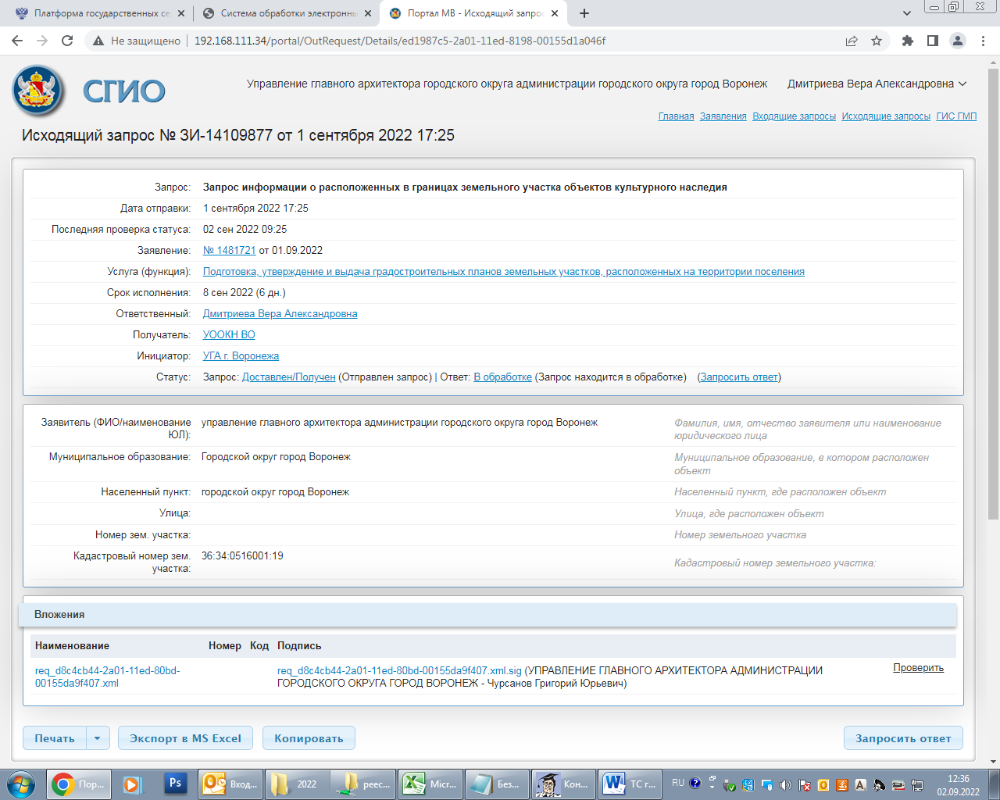 Платформа государственных се
Система обработки электронны
Портал МВ - Исходящий запрос
Не защищено
192.168.111.34/portal/OutRequest/Details/ed1987c5-2a01-11ed-8198-00155d1a046f
СГИО
Управление главного архитектора городского округа администрации городского округа город Воронеж
Дмитриева Вера Александровна
Главная Заявления Входящие запросы Исходящие запросы ГИС ГМП
Исходящий запрос № ЗИ-14109877 от 1 сентября 2022 17:25
Запрос: Запрос информации о расположенных в границах земельного участка объектов культурного наследия
Дата отправки: 1 сентября 2022 17:25
Последняя проверка статуса: 02 сен 2022 09:25
Заявление: № 1481721 от 01.09.2022
Услуга (функция): Подготовка, утверждение и выдача градостроительных планов земельных участков, расположенных на территории поселения
Срок исполнения: 8 сен 2022 (6 дн.)
Ответственный: Дмитриева Вера Александровна
Получатель: УООКН ВО
Инициатор: УГА г. Воронежа
Статус: Запрос: Доставлен/Получен (Отправлен запрос) | Ответ: В обработке (Запрос находится в обработке) (Запросить ответ)
Заявитель (ФИО/наименование ЮЛ): управление главного архитектора администрации городского округа город Воронеж
Фамилия, имя, отчество заявителя или наименование
юридического лица
Муниципальное образование: Городской округ город Воронеж
Муниципальное образование, в котором расположен
объект
Населенный пункт: городской округ город Воронеж Населенный пункт, где расположен объект
Улица: Улица, где расположен объект
Номер зем. участка: Номер земельного участка
Кадастровый номер зем. участка: 36:34:0516001:19 Кадастровый номер земельного участка:
Вложения
Наименование Номер Код Подпись
req_d8c4cb44-2a01-11ed-80bd-
00155da9f407.xml
req_d8c4cb44-2a01-11ed-80bd-00155da9f407.xml.sig (УПРАВЛЕНИЕ ГЛАВНОГО АРХИТЕКТОРА АДМИНИСТРАЦИИ
ГОРОДСКОГО ОКРУГА ГОРОД ВОРОНЕЖ - Чурсанов Григорий Юрьевич)
Проверить
Печать Экспорт в MS Excel Копировать Запросить ответ
Пор... Ps Вход... 2022 реес... Micr... Без... Кон... ТС г... RU
12:36
02.09.2022